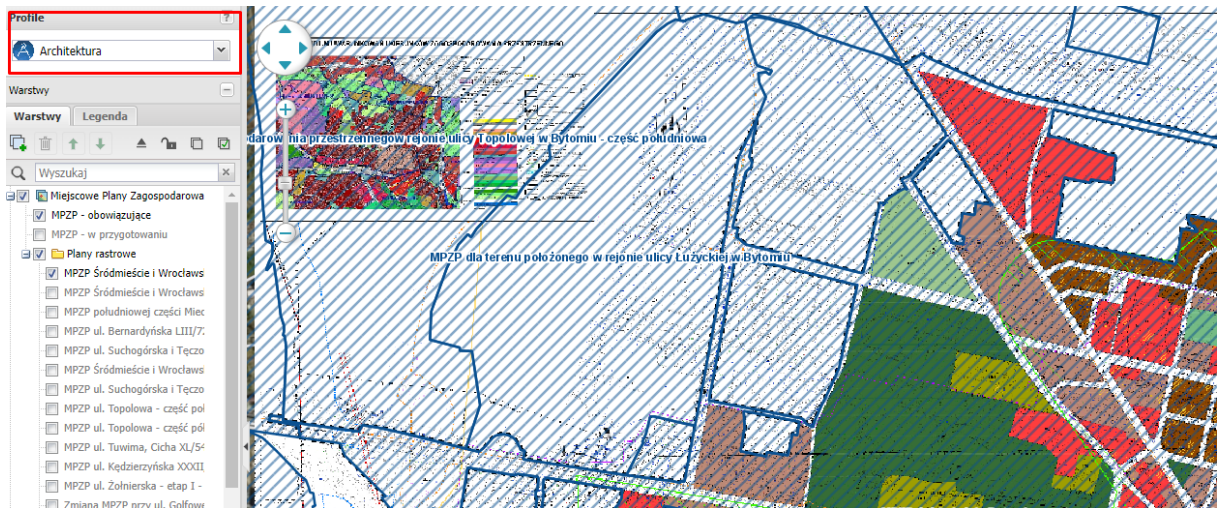 Profile
Architektura
Warstwy
Warstwy Legenda
Wyszukaj
Miejscowe Plany Zagospodarowa
MPZP - obowiązujące
MPZP - w przygotowaniu
Plany rastrowe
MPZP Śródmieście i Wrocławs
MPZP Śródmieście i Wrocławs
MPZP południowej części Miec
MPZP ul. Bernardyńska LIII/72
MPZP ul. Suchogórska i Tęczo
MPZP Śródmieście i Wrocławs
MPZP ul. Suchogórska i Tęczo
MPZP ul. Topolowa - część poł
MPZP ul. Topolowa - część pół
MPZP ul. Tuwima, Cicha XL/54
MPZP ul. Kędzierzyńska XXXII
MPZP ul. Żołnierska - etap I -
Zmiana MPZP przy ul. Golfowe
darowania przestrzennegów rejonie ulicy Topolowej w Bytomiu - część południowa
MPZP dla terenu położonego w rejonie ulicy Łużyckiej w Bytomiu